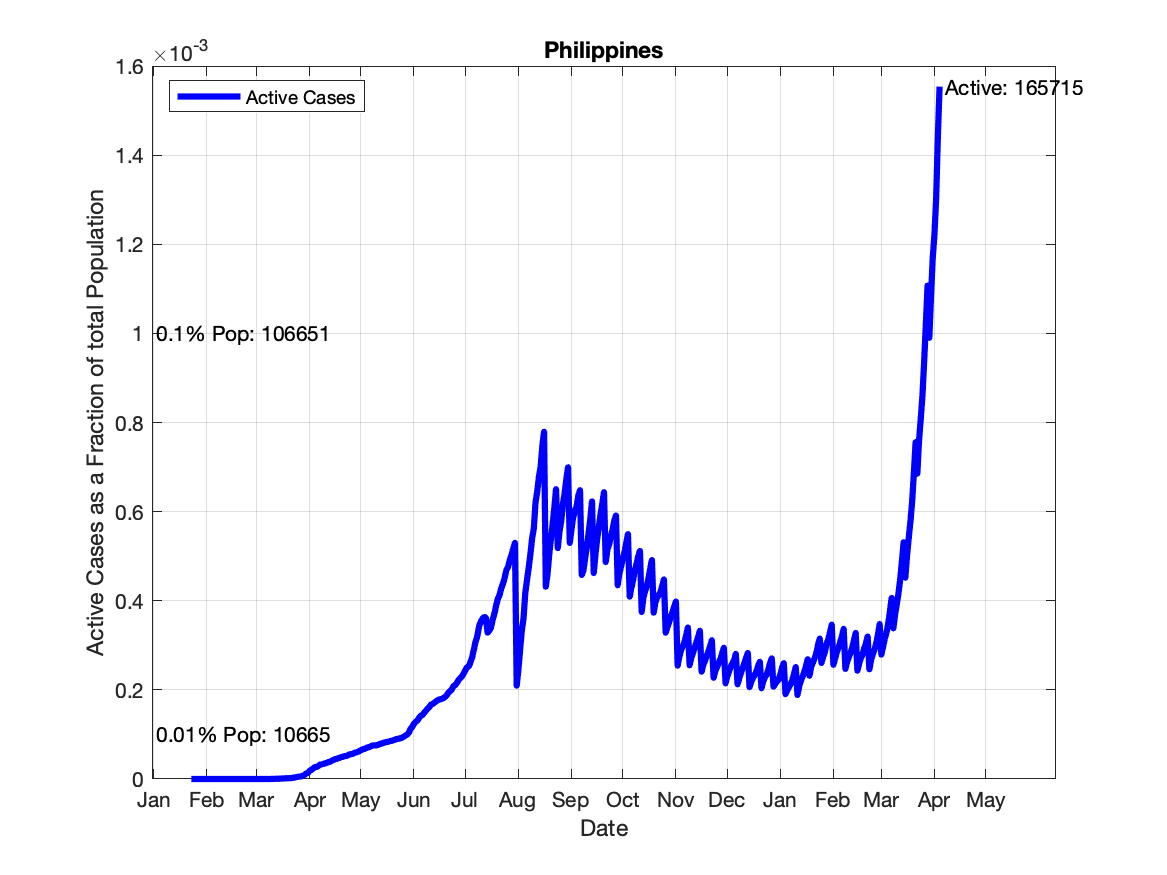 Philippines
×10-3
1.6
Active Cases
Active: 165715
1.4
1.2
1
0.1% Pop: 106651
0.8
0.6
0.4
0.2
0.01% Pop: 10665
0
Active Cases as a Fraction of total Population
Jan Feb Mar Apr May Jun Jul Aug Sep Oct Nov Dec Jan Feb Mar Apr May
Date